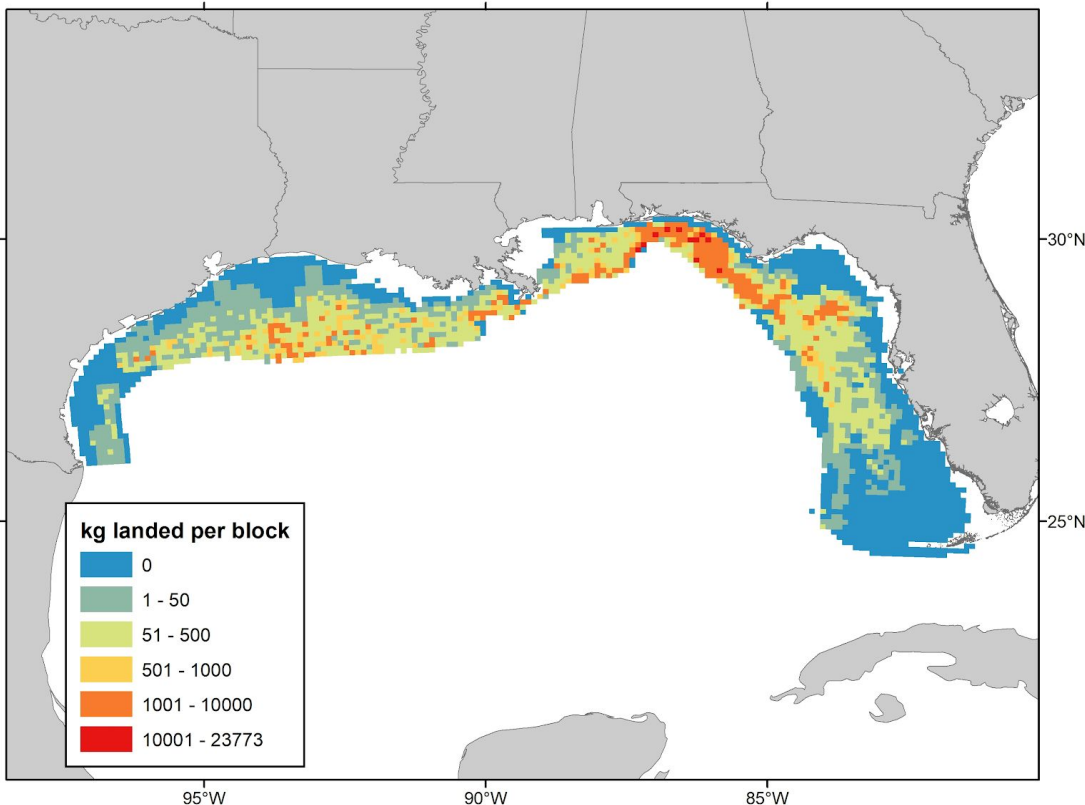 30°N
25°N
kg landed per block
0
1 - 50
51 - 500
501 - 1000
1001 - 10000
10001 - 23773
95°W
90°W
85°W